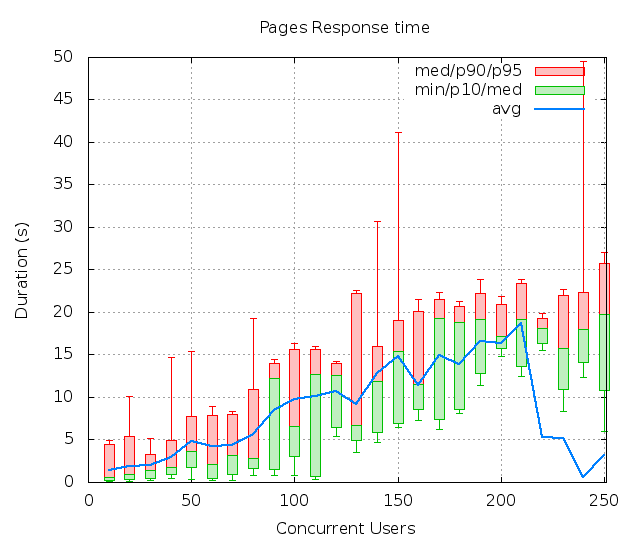 Pages Response time
med/p90/p95
min/p10/med
avg
Duration (s)
50
45
40
35
30
25
20
15
10
5
0
0 50 100 150 200 250
Concurrent Users